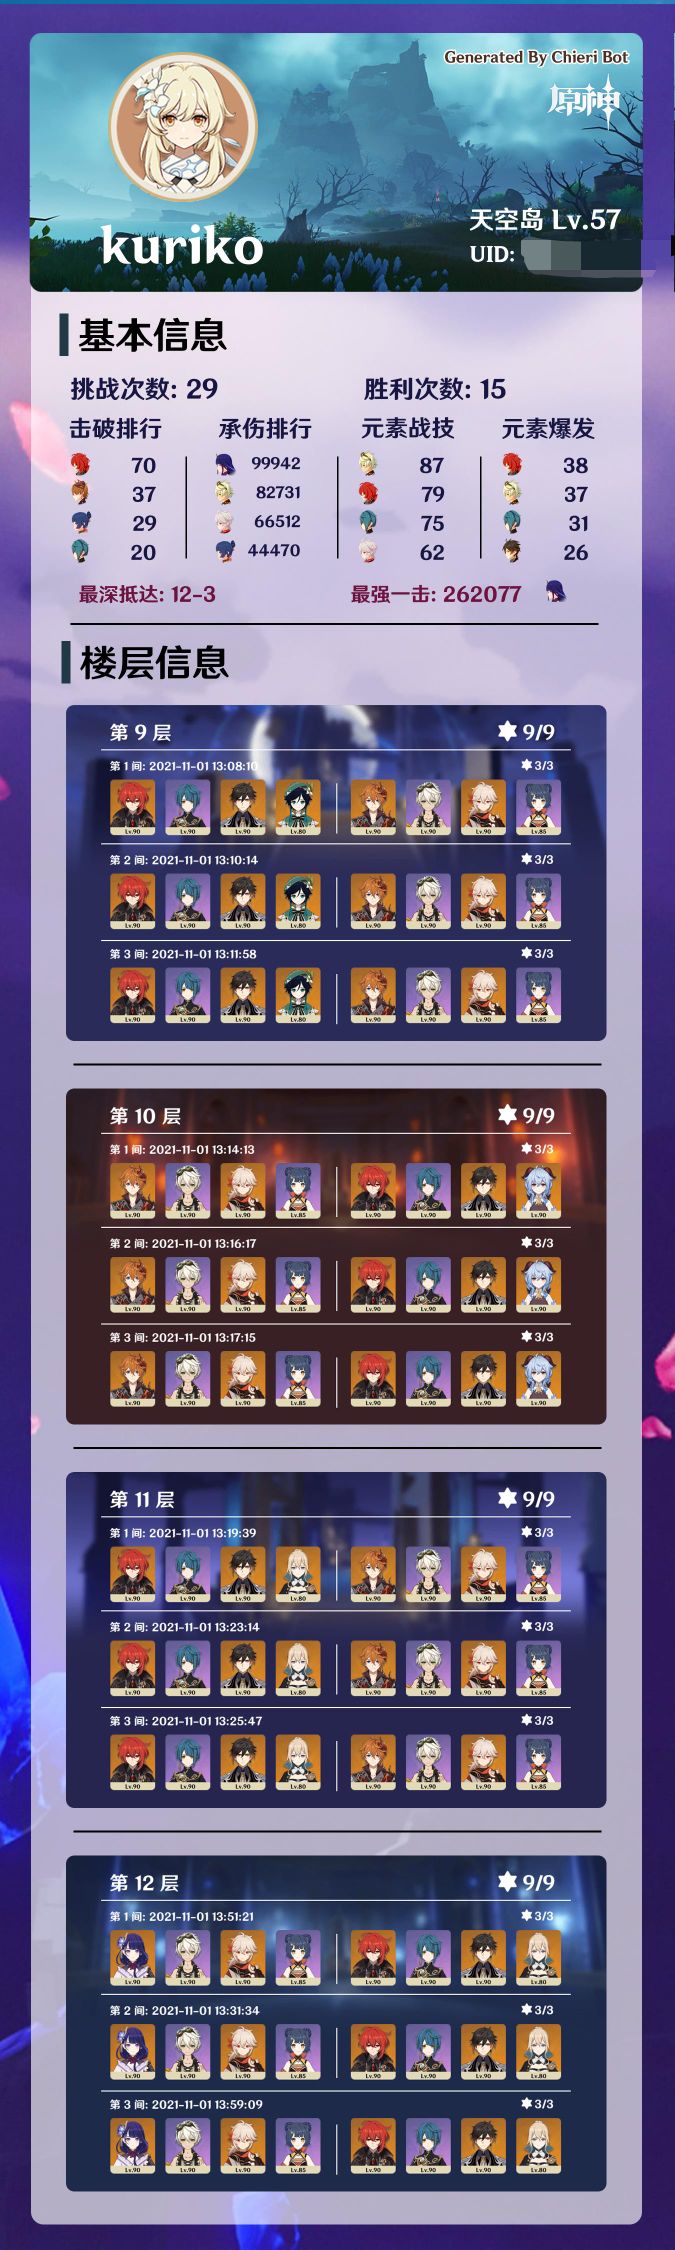 Generated By Chieri Bot
原神
kuriko
天空岛 Lv.57
UID:
基本信息
挑战次数: 29 胜利次数: 15
击破排行 承伤排行 元素战技 元素爆发
70 99942 87 38
37 82731 79 37
29 66512 75 31
20 44470 62 26
最深抵达: 12-3 最强一击: 262077
楼层信息
第 9 层 9/9
第 1 间: 2021-11-01 13:08:10 3/3
Lv.90 Lv.90 Lv.90 Lv.80 Lv.90 Lv.90 Lv.90 Lv.85
第 2 间: 2021-11-01 13:10:14 3/3
Lv.90 Lv.90 Lv.90 Lv.80 Lv.90 Lv.90 Lv.90 Lv.85
第 3 间: 2021-11-01 13:11:58 3/3
Lv.90 Lv.90 Lv.90 Lv.80 Lv.90 Lv.90 Lv.90 Lv.85
第 10 层 9/9
第 1 间: 2021-11-01 13:14:13 3/3
Lv.90 Lv.90 Lv.90 Lv.85 Lv.90 Lv.90 Lv.90 Lv.90
第 2 间: 2021-11-01 13:16:17 3/3
Lv.90 Lv.90 Lv.90 Lv.85 Lv.90 Lv.90 Lv.90 Lv.90
第 3 间: 2021-11-01 13:17:15 3/3
Lv.90 Lv.90 Lv.90 Lv.85 Lv.90 Lv.90 Lv.90 Lv.90
第 11 层 9/9
第 1 间: 2021-11-01 13:19:39 3/3
Lv.90 Lv.90 Lv.90 Lv.80 Lv.90 Lv.90 Lv.90 Lv.85
第 2 间: 2021-11-01 13:23:14 3/3
Lv.90 Lv.90 Lv.90 Lv.80 Lv.90 Lv.90 Lv.90 Lv.85
第 3 间: 2021-11-01 13:25:47 3/3
Lv.90 Lv.90 Lv.90 Lv.80 Lv.90 Lv.90 Lv.90 Lv.85
第 12 层 9/9
第 1 间: 2021-11-01 13:51:21 3/3
Lv.90 Lv.90 Lv.90 Lv.85 Lv.90 Lv.90 Lv.90 Lv.80
第 2 间: 2021-11-01 13:31:34 3/3
Lv.90 Lv.90 Lv.90 Lv.85 Lv.90 Lv.90 Lv.90 Lv.80
第 3 间: 2021-11-01 13:59:09 3/3
Lv.90 Lv.90 Lv.90 Lv.85 Lv.90 Lv.90 Lv.90 Lv.80